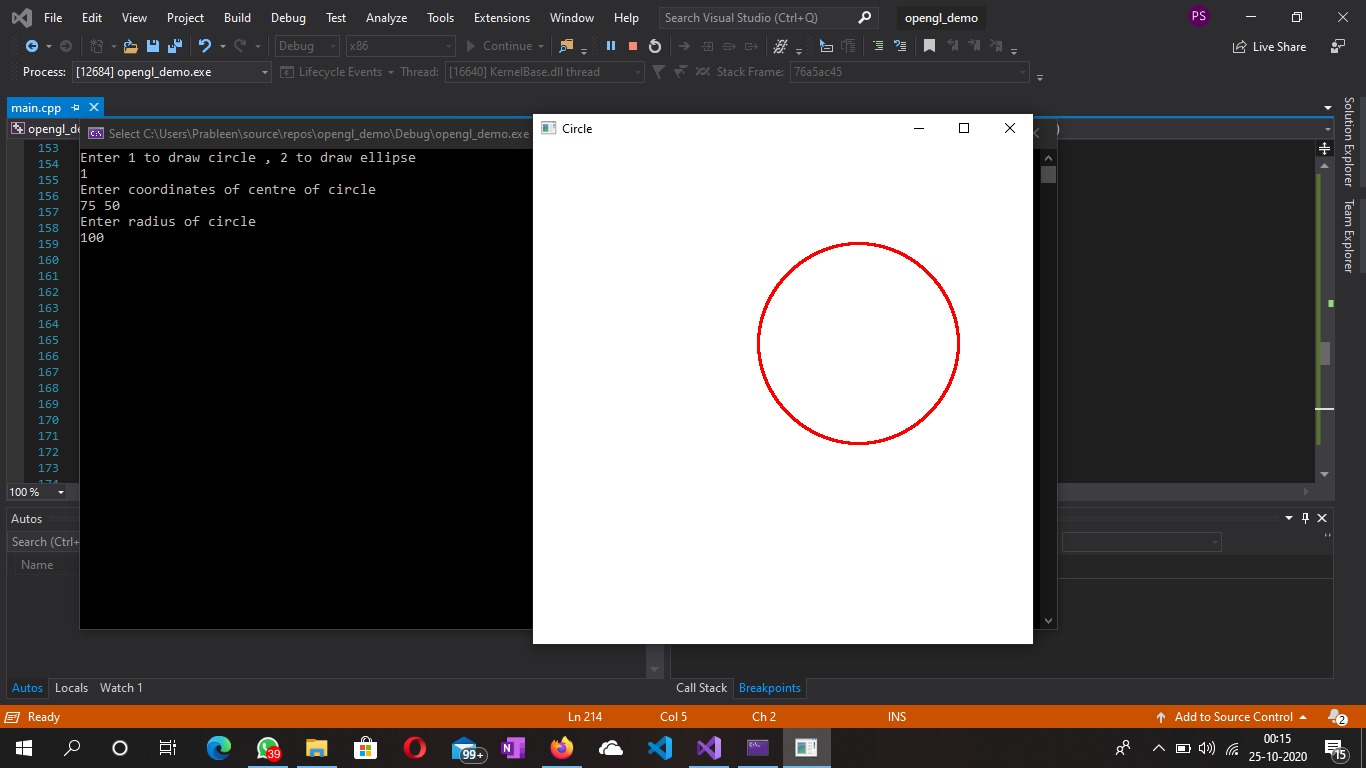 File Edit View Project Build Debug Test Analyze Tools Extensions Window Help Search Visual Studio (Ctrl+Q) opengl_demo PS
Debug x86 Continue Live Share
Process: [12684] opengl_demo.exe Lifecycle Events Thread: [16640] KernelBase.dll thread Stack Frame: 76a5ac45
main.cpp
opengl_de
Select C:\Users\Prableen\source\repos\opengl_demo\Debug\opengl_demo.exe
Circle
Enter 1 to draw circle , 2 to draw ellipse
1
Enter coordinates of centre of circle
75 50
Enter radius of circle
100
153
154
155
156
157
158
159
160
161
162
163
164
165
166
167
168
169
170
171
172
173
174
Solution Explorer
Team Explorer
100 %
Autos
Search (Ctrl+
Name
Autos Locals Watch 1 Call Stack Breakpoints
Ready Ln 214 Col 5 Ch 2 INS Add to Source Control 2
39 99+ 00:15
25-10-2020 15